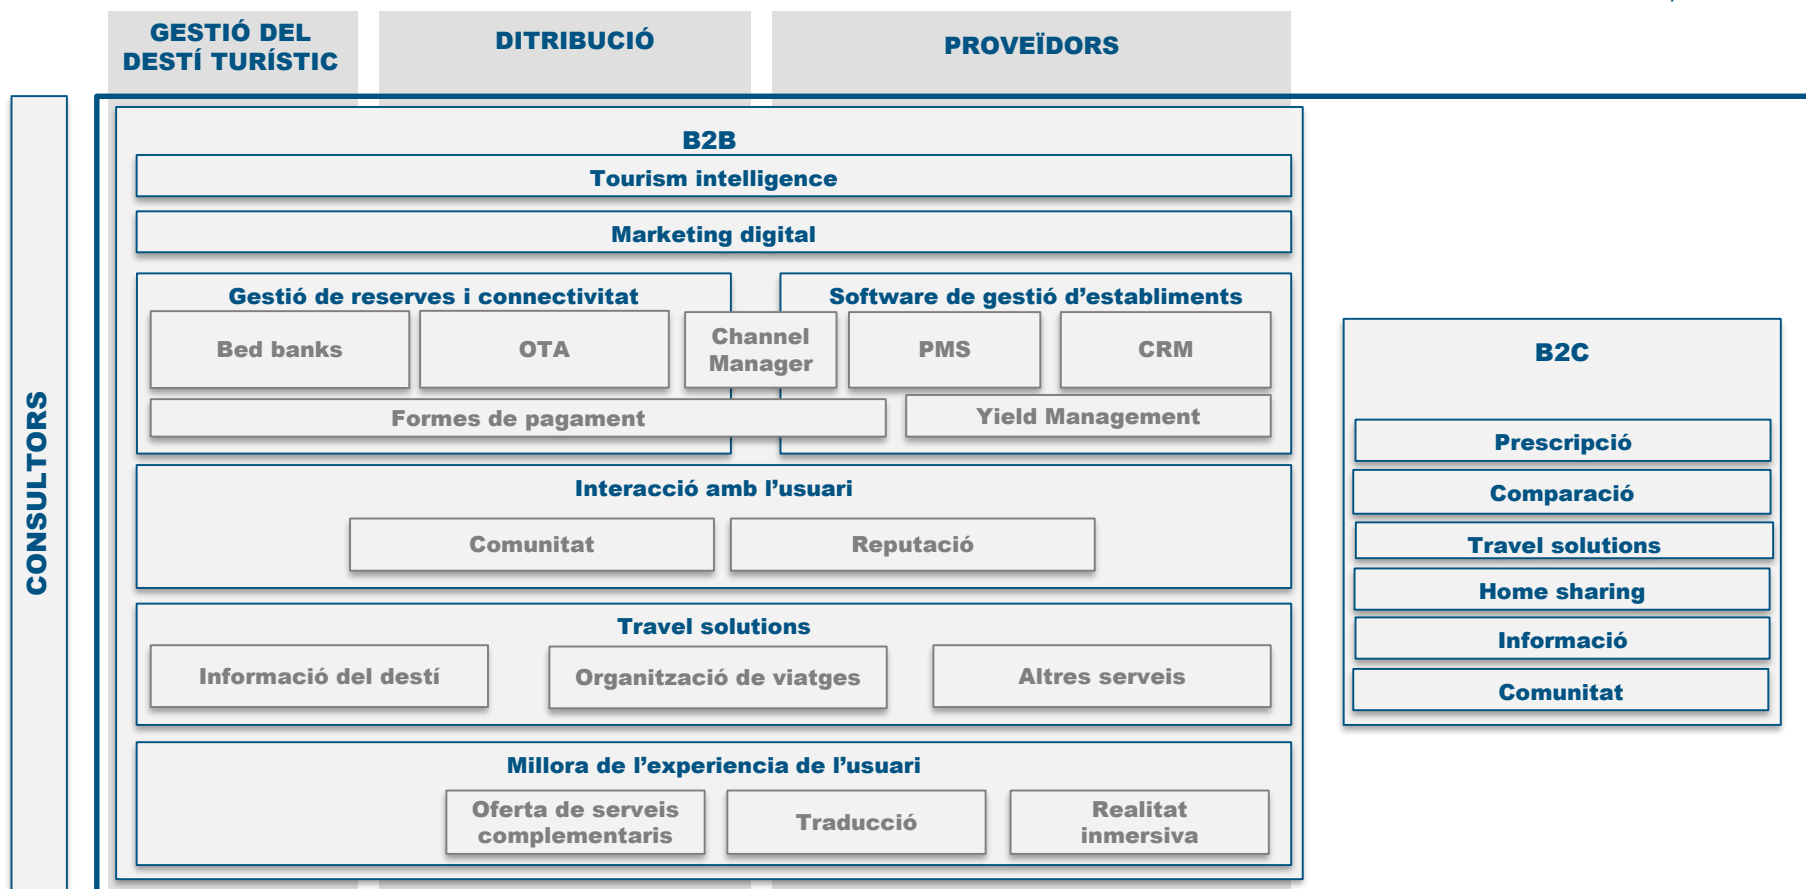 GESTIÓ DEL
DESTÍ TURÍSTIC
DITRIBUCIÓ
PROVEÏDORS
CONSULTORS
B2B
Tourism intelligence
Marketing digital
Gestió de reserves i connectivitat
Bed banks
OTA
Channel
Manager
Formes de pagament
Software de gestió d’establiments
PMS
CRM
Yield Management
Interacció amb l’usuari
Comunitat
Reputació
Travel solutions
Informació del destí
Organització de viatges
Altres serveis
Millora de l’experiencia de l’usuari
Oferta de serveis
complementaris
Traducció
Realitat
inmersiva
B2C
Prescripció
Comparació
Travel solutions
Home sharing
Informació
Comunitat